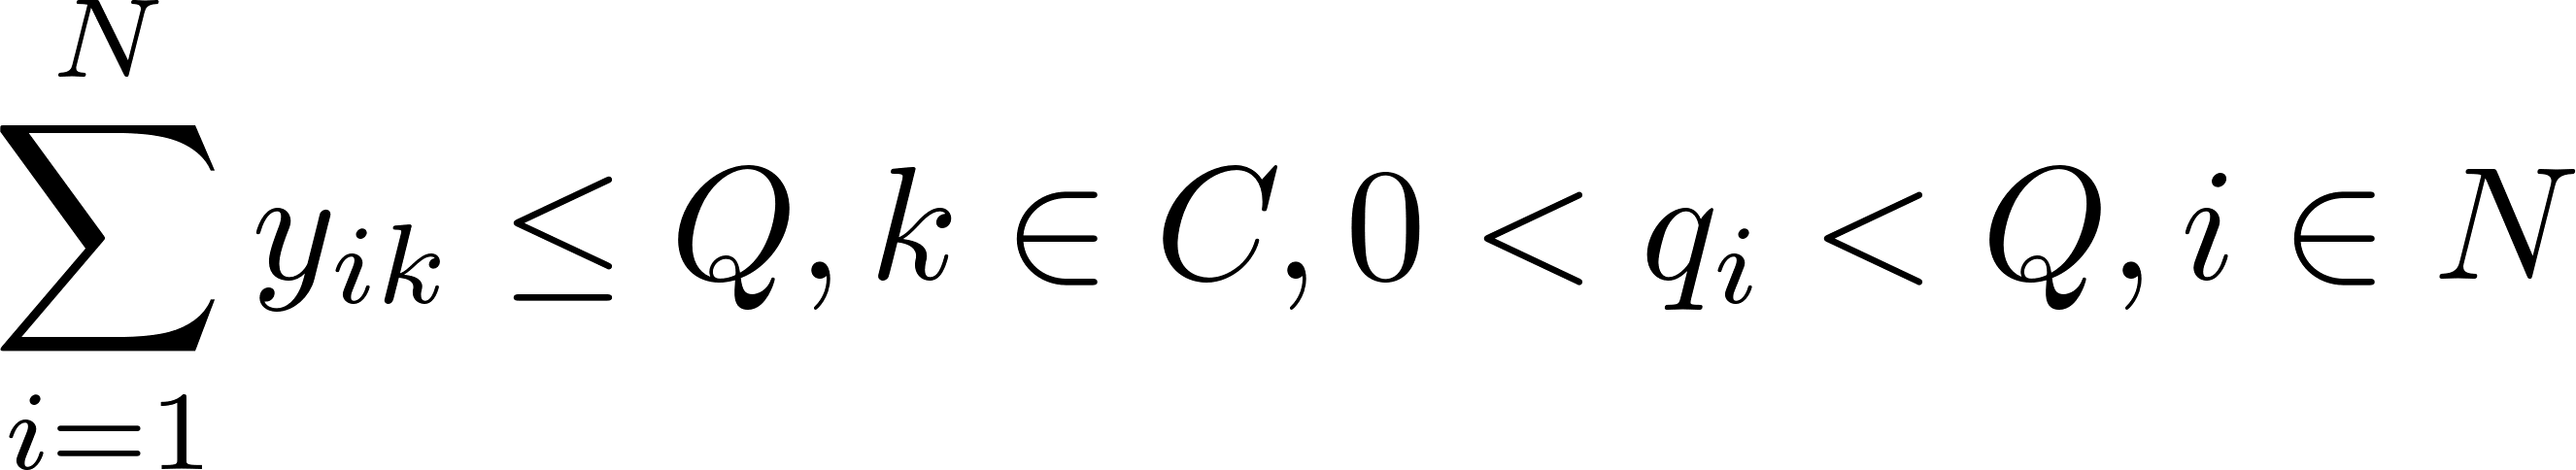 \sum_{i=1}^{N} y_{ik} \leq Q, k \in C, 0 < q_i < Q, i \in N